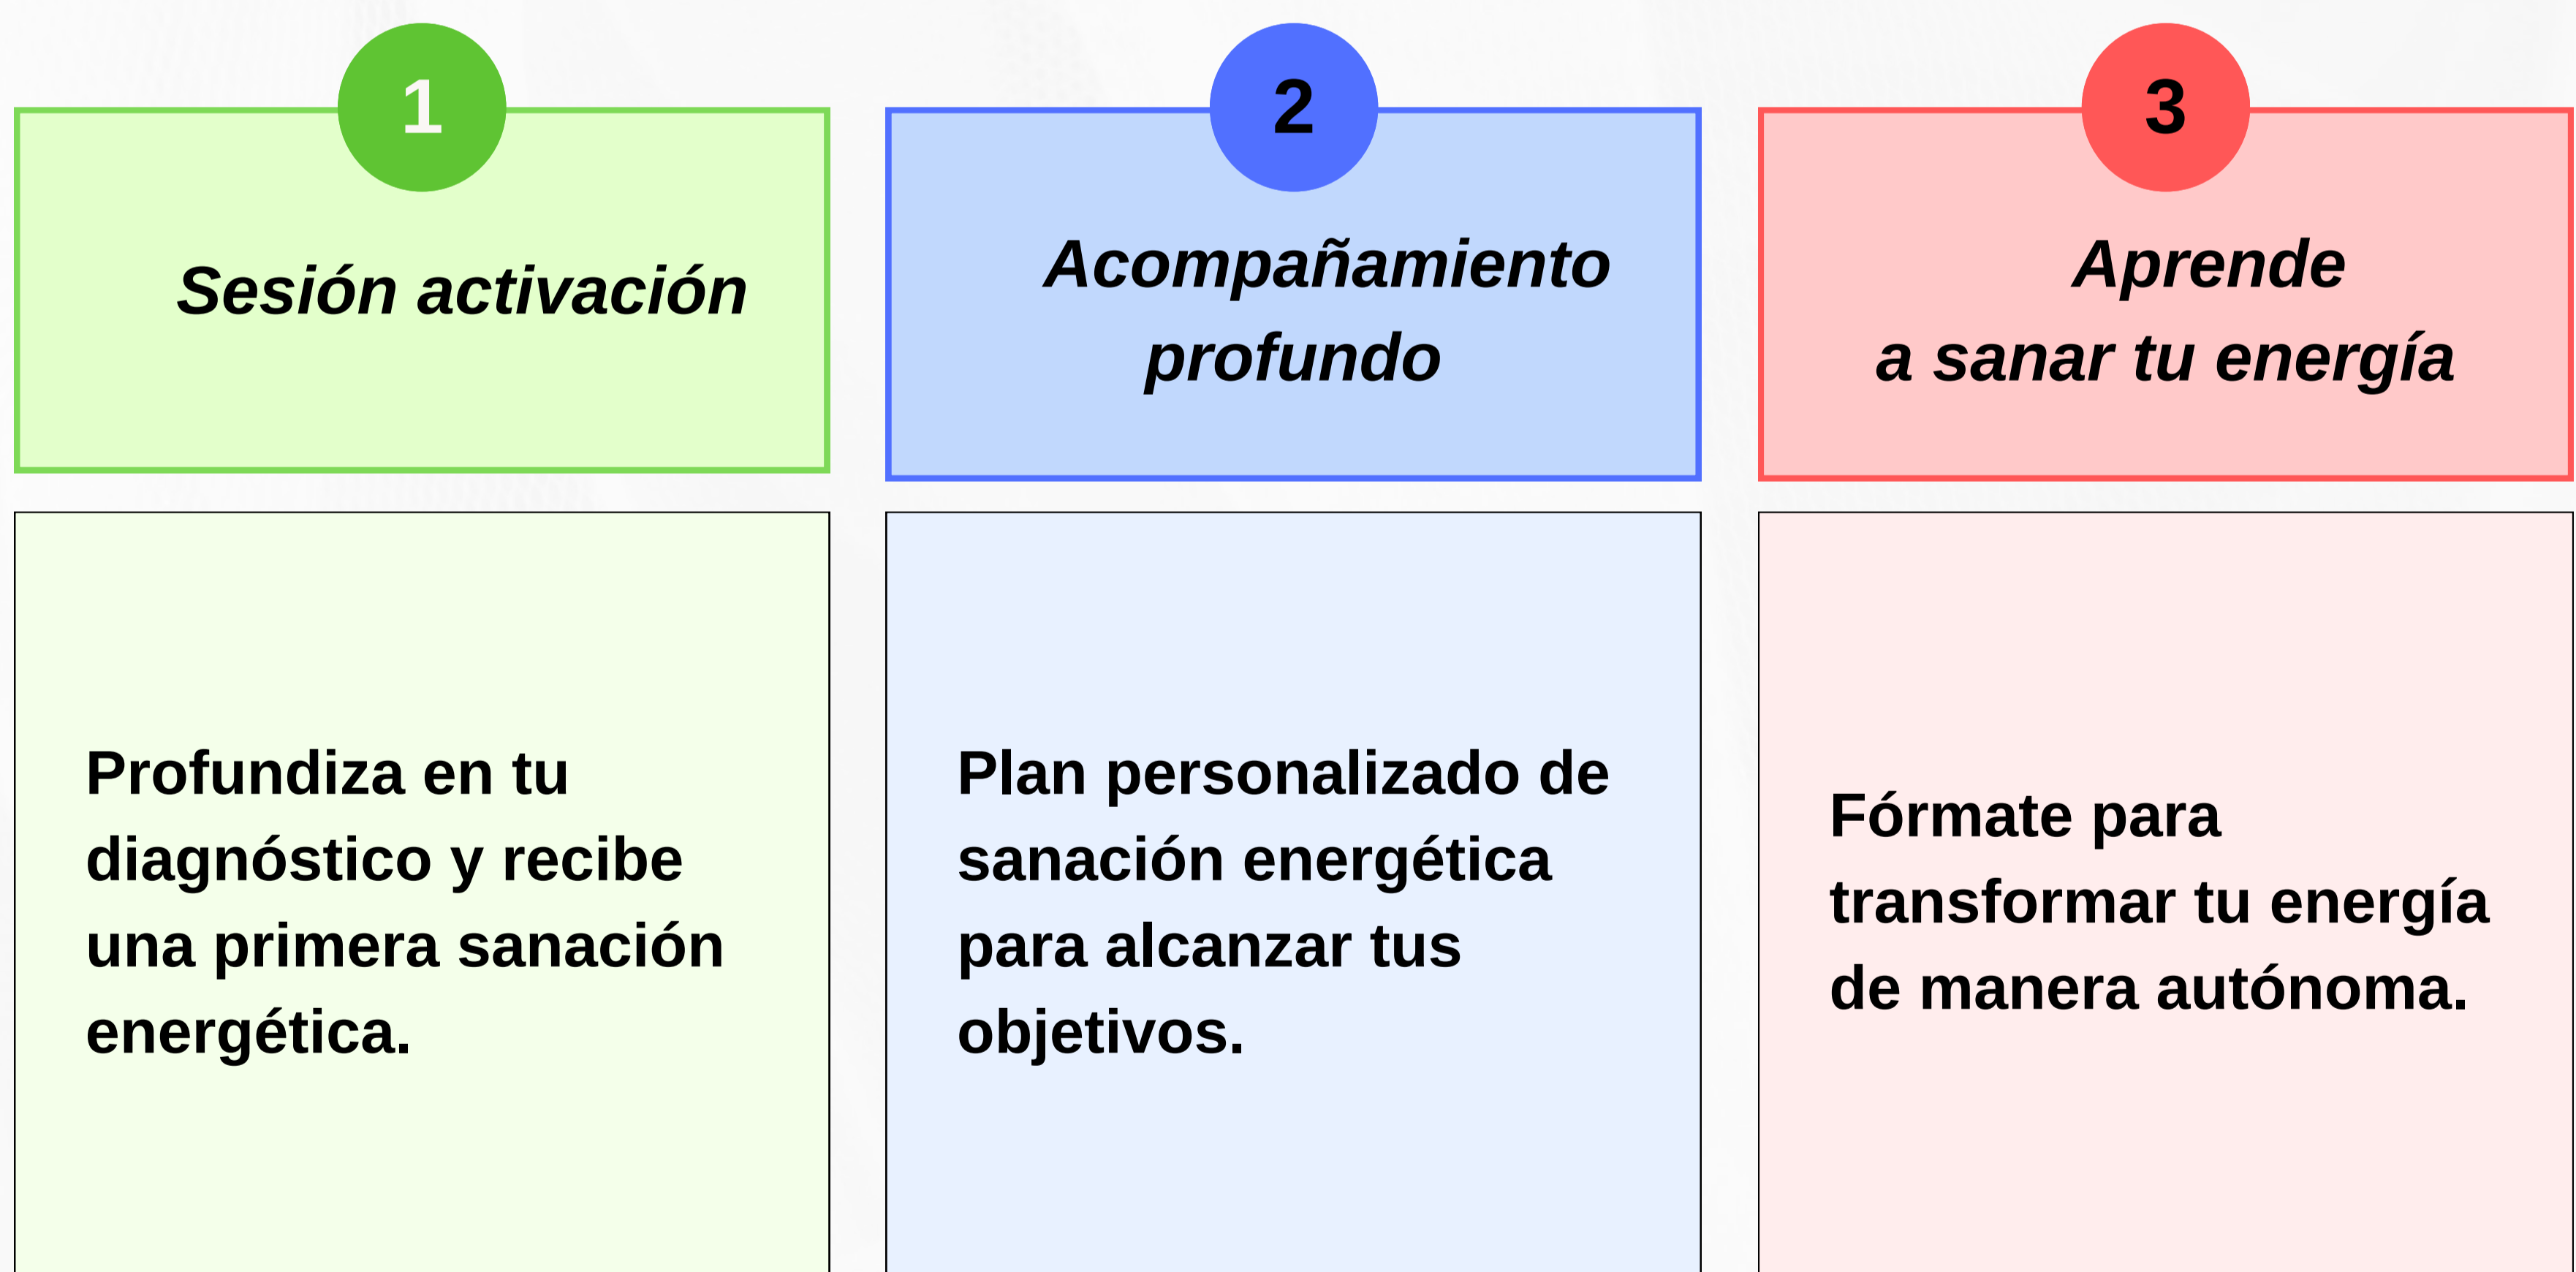 1
Sesión activación
Profundiza en tu
diagnóstico y recibe
una primera sanación
energética.
2
Acompañamiento
profundo
Plan personalizado de
sanación energética
para alcanzar tus
objetivos.
3
Aprende
a sanar tu energía
Fórmate para
transformar tu energía
de manera autónoma.